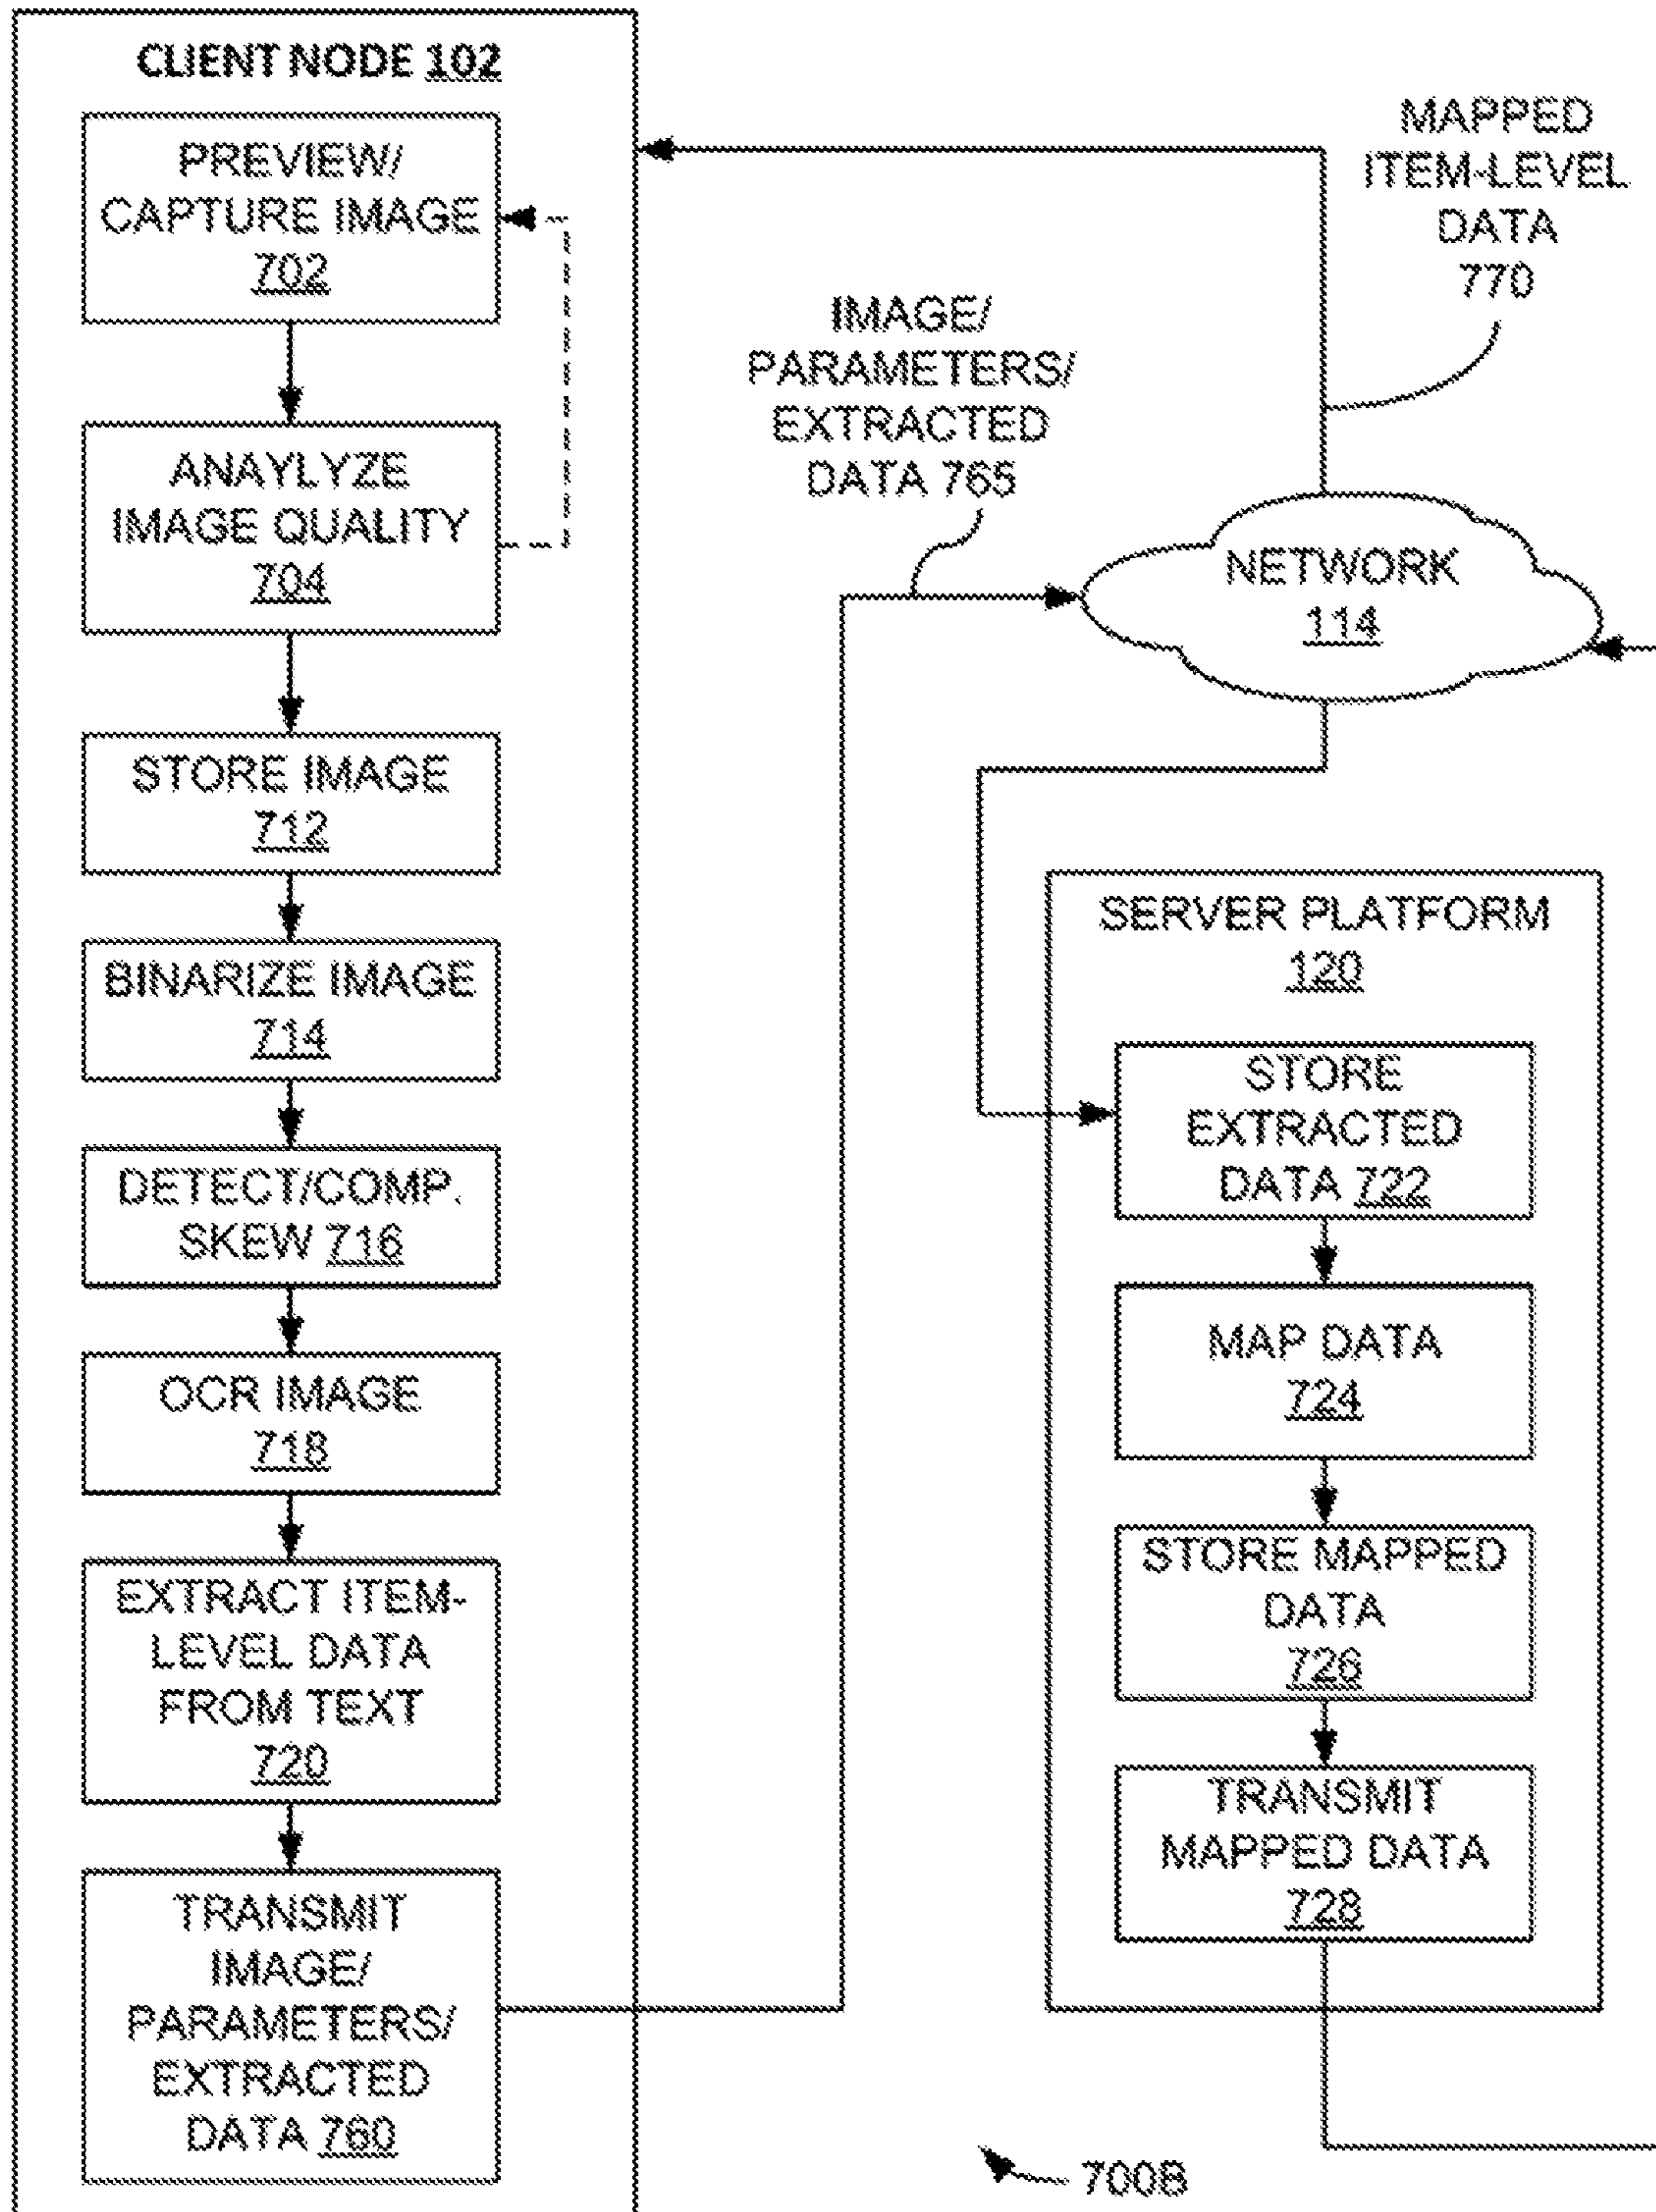 CLIENT NODE 102
PREVIEW/
CAPTURE IMAGE
702
ANAYLYZE
IMAGE QUALITY
704
STORE IMAGE
712
BINARIZE IMAGE
714
DETECT/COMP.
SKEW 716
OCR IMAGE
718
EXTRACT ITEM-
LEVEL DATA
FROM TEXT
720
TRANSMIT
IMAGE/
PARAMETERS/
EXTRACTED
DATA 760
IMAGE/
PARAMETERS/
EXTRACTED
DATA 765
MAPPED
ITEM-LEVEL
DATA
770
NETWORK
114
SERVER PLATFORM
120
STORE
EXTRACTED
DATA 722
MAP DATA
724
STORE MAPPED
DATA
726
TRANSMIT
MAPPED DATA
728
700B